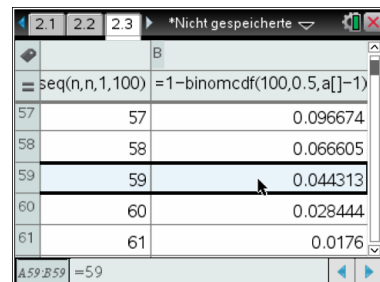 2.1 2.2 2.3 *Nicht gespeicherte
B
=seq(n,n,1,100) =1−binomcdf(100,0.5,a[]−1)
57 57 0.096674
58 58 0.066605
59 59 0.044313
60 60 0.028444
61 61 0.0176
A59:B59 =59